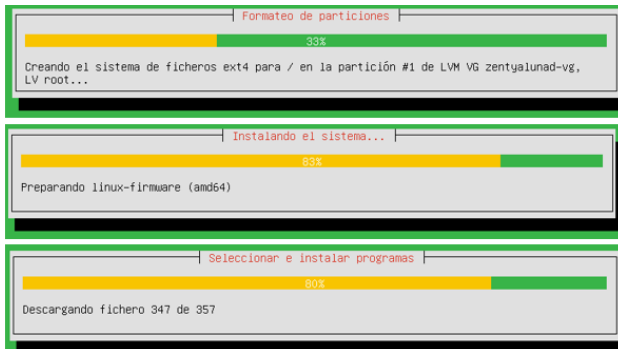 Formateo de particiones
33%
Creando el sistema de ficheros ext4 para / en la partición #1 de LVM VG zentyalunad-vg,
LV root...
Instalando el sistema...
83%
Preparando linux-firmware (amd64)
Seleccionar e instalar programas
80%
Descargando fichero 347 de 357